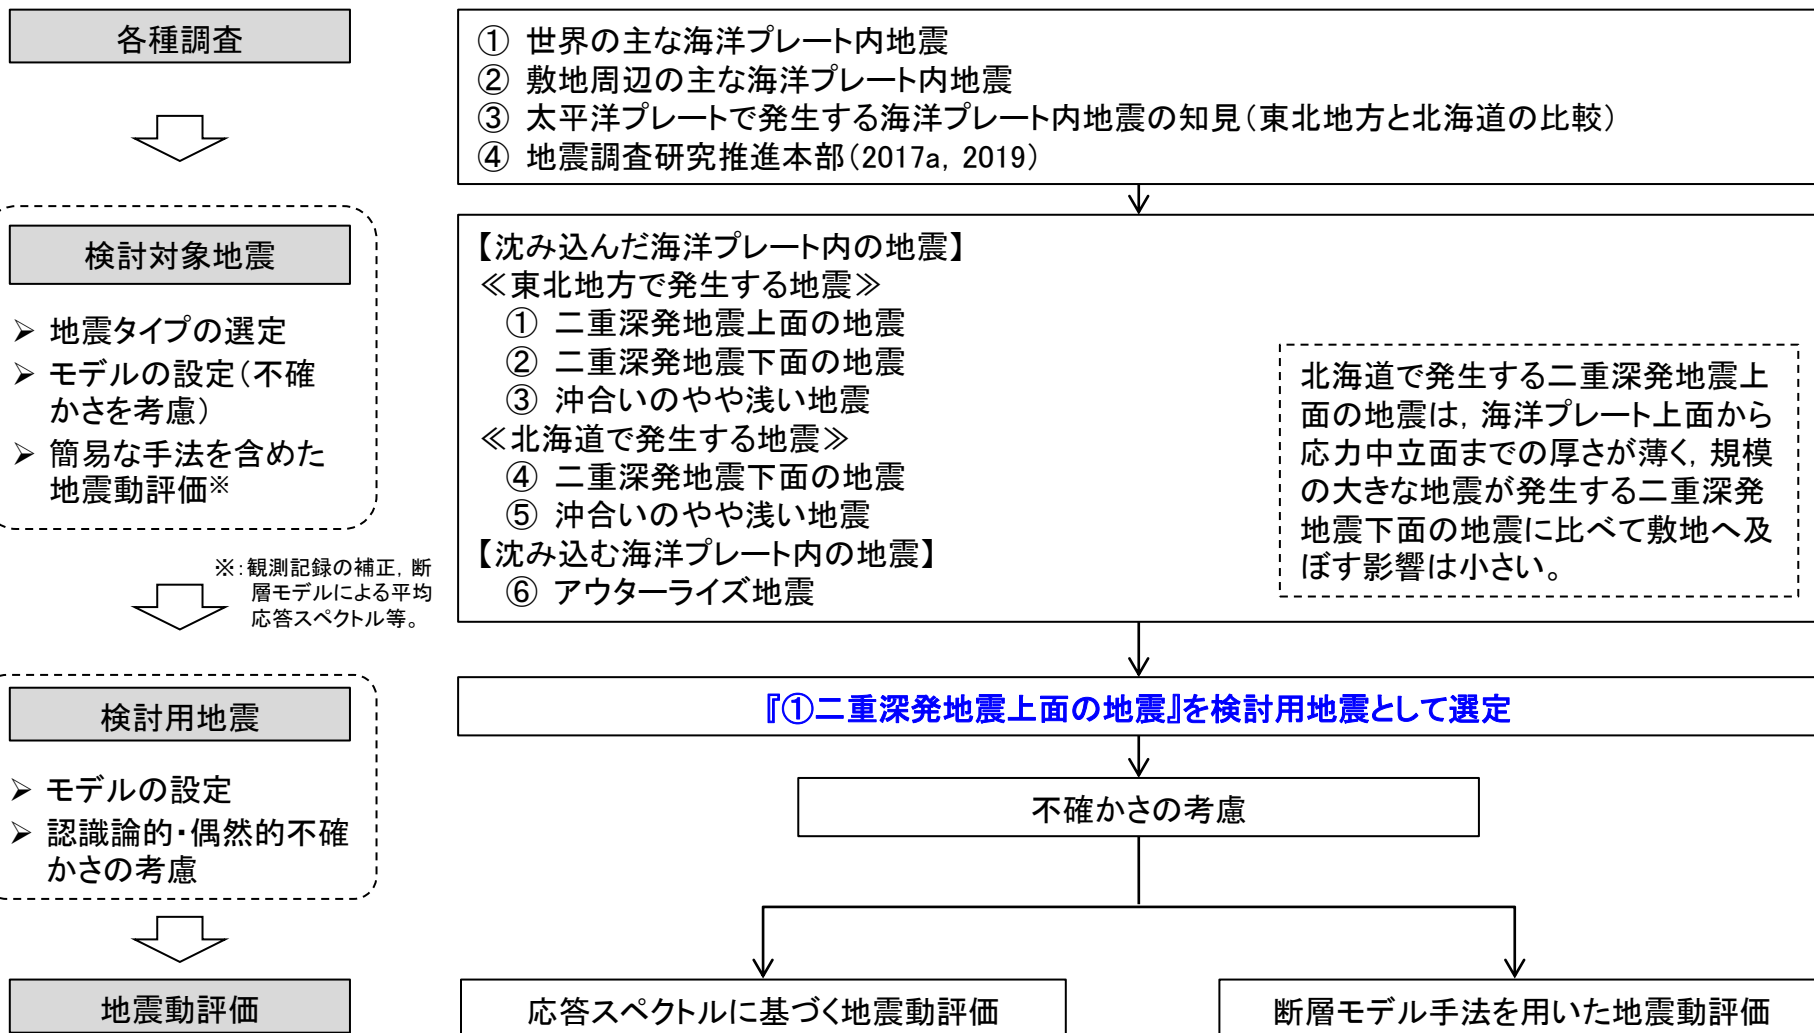 各種調査
① 世界の主な海洋プレート内地震
② 敷地周辺の主な海洋プレート内地震
③ 太平洋プレートで発生する海洋プレート内地震の知見(東北地方と北海道の比較)
④ 地震調査研究推進本部(2017a, 2019)
検討対象地震
➢ 地震タイプの選定
➢ モデルの設定(不確
かさを考慮)
➢ 簡易な手法を含めた
地震動評価※
※:観測記録の補正, 断
層モデルによる平均
応答スペクトル等。
【沈み込んだ海洋プレート内の地震】
≪東北地方で発生する地震≫
① 二重深発地震上面の地震
② 二重深発地震下面の地震
③ 沖合いのやや浅い地震
≪北海道で発生する地震≫
④ 二重深発地震下面の地震
⑤ 沖合いのやや浅い地震
【沈み込む海洋プレート内の地震】
⑥ アウターライズ地震
北海道で発生する二重深発地震上
面の地震は, 海洋プレート上面から
応力中立面までの厚さが薄く, 規模
の大きな地震が発生する二重深発
地震下面の地震に比べて敷地へ及
ぼす影響は小さい。
検討用地震
➢ モデルの設定
➢ 認識論的・偶然的不確
かさの考慮
『①二重深発地震上面の地震』を検討用地震として選定
不確かさの考慮
地震動評価
応答スペクトルに基づく地震動評価
断層モデル手法を用いた地震動評価